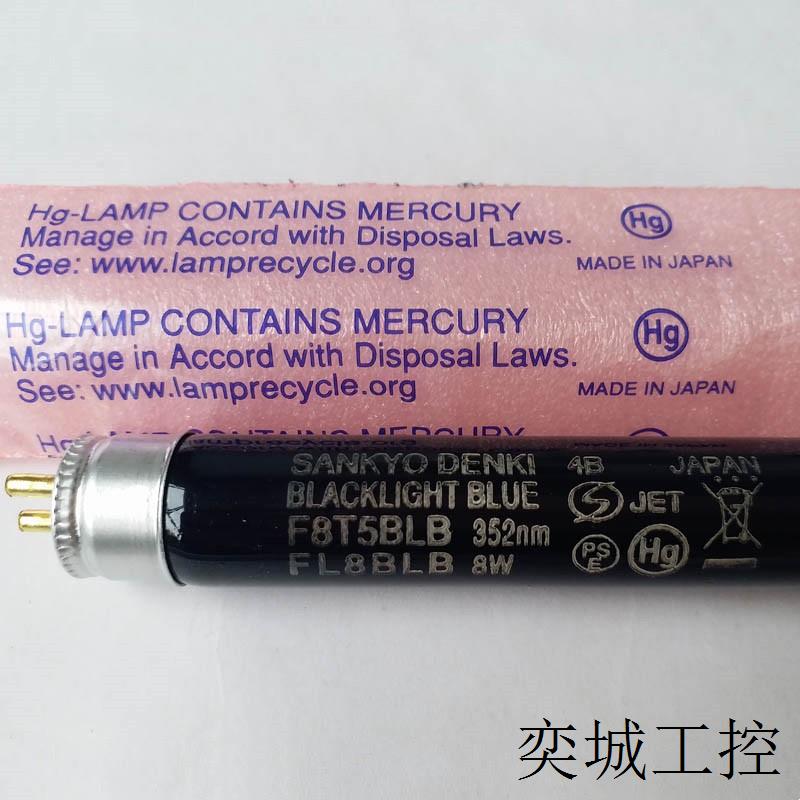 Hg-LAMP CONTAINS MERCURY Hg
Manage in Accord with Disposal Laws.
See: www.lamprecycle.org MADE IN JAPAN
Hg-LAMP CONTAINS MERCURY Hg
Manage in Accord with Disposal Laws.
See: www.lamprecycle.org MADE IN JAPAN
SANKYO DENKI 4B JAPAN
BLACKLIGHT BLUE JET
F8T5BLB 352nm PSE Hg
FL8BLB 8W
奕城工控